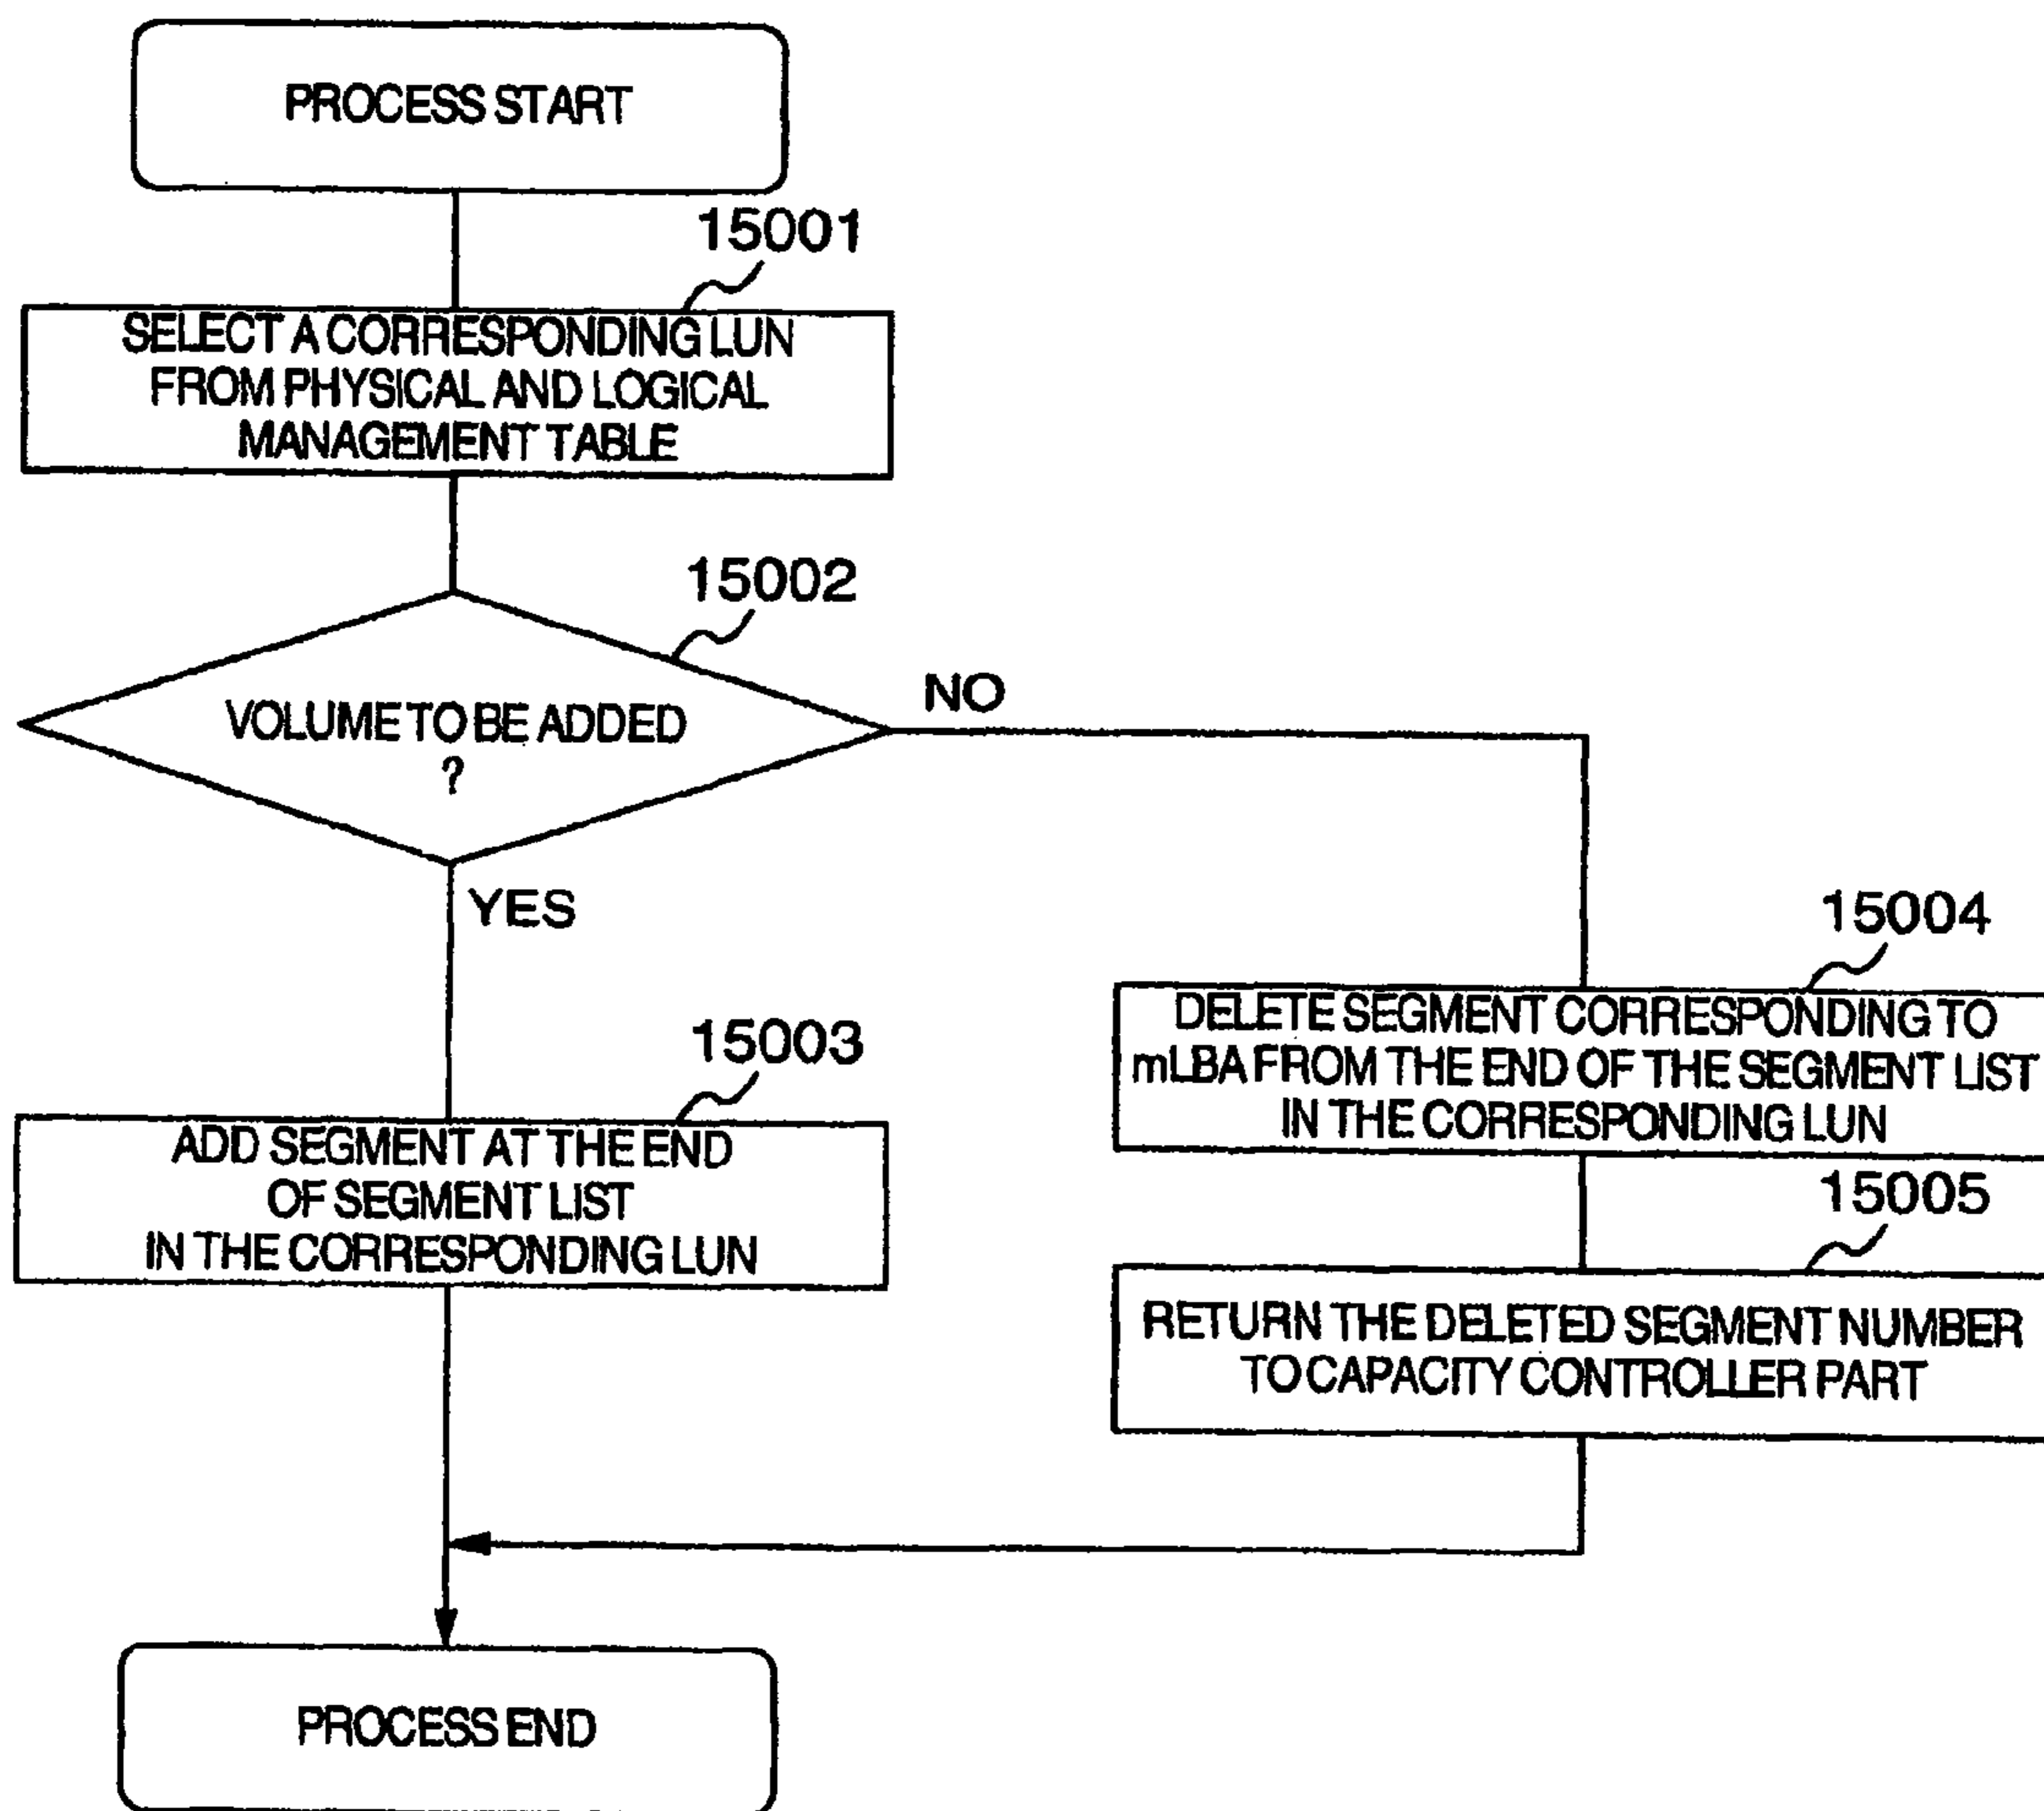 PROCESS START
15001
SELECT A CORRESPONDING LUN
FROM PHYSICAL AND LOGICAL
MANAGEMENT TABLE
15002
VOLUME TO BE ADDED
?
NO
YES
15003
ADD SEGMENT AT THE END
OF SEGMENT LIST
IN THE CORRESPONDING LUN
15004
DELETE SEGMENT CORRESPONDING TO
mLBA FROM THE END OF THE SEGMENT LIST
IN THE CORRESPONDING LUN
15005
RETURN THE DELETED SEGMENT NUMBER
TO CAPACITY CONTROLLER PART
PROCESS END